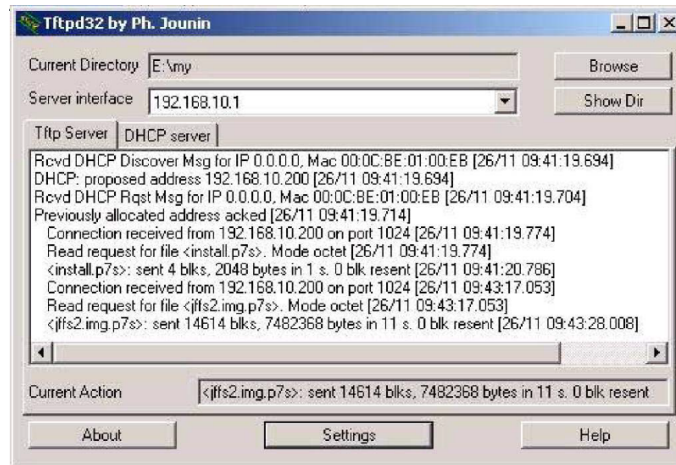 Tftpd32 by Ph. Jounin
Current Directory E:\my Browse
Server interface 192.168.10.1 Show Dir
Tftp Server DHCP server
Rcvd DHCP Discover Msg for IP 0.0.0.0, Mac 00:0C:BE:01:00:EB [26/11 09:41:19.694]
DHCP: proposed address 192.168.10.200 [26/11 09:41:19.694]
Rcvd DHCP Rqst Msg for IP 0.0.0.0, Mac 00:0C:BE:01:00:EB [26/11 09:41:19.704]
Previously allocated address acked [26/11 09:41:19.714]
Connection received from 192.168.10.200 on port 1024 [26/11 09:41:19.774]
Read request for file <install.p7s>. Mode octet [26/11 09:41:19.774]
<install.p7s>: sent 4 blks, 2048 bytes in 1 s. 0 blk resent [26/11 09:41:20.786]
Connection received from 192.168.10.200 on port 1024 [26/11 09:43:17.053]
Read request for file <jffs2.img.p7s>. Mode octet [26/11 09:43:17.053]
<jffs2.img.p7s>: sent 14614 blks, 7482368 bytes in 11 s. 0 blk resent [26/11 09:43:28.008]
Current Action <jffs2.img.p7s>: sent 14614 blks, 7482368 bytes in 11 s. 0 blk resent
About Settings Help